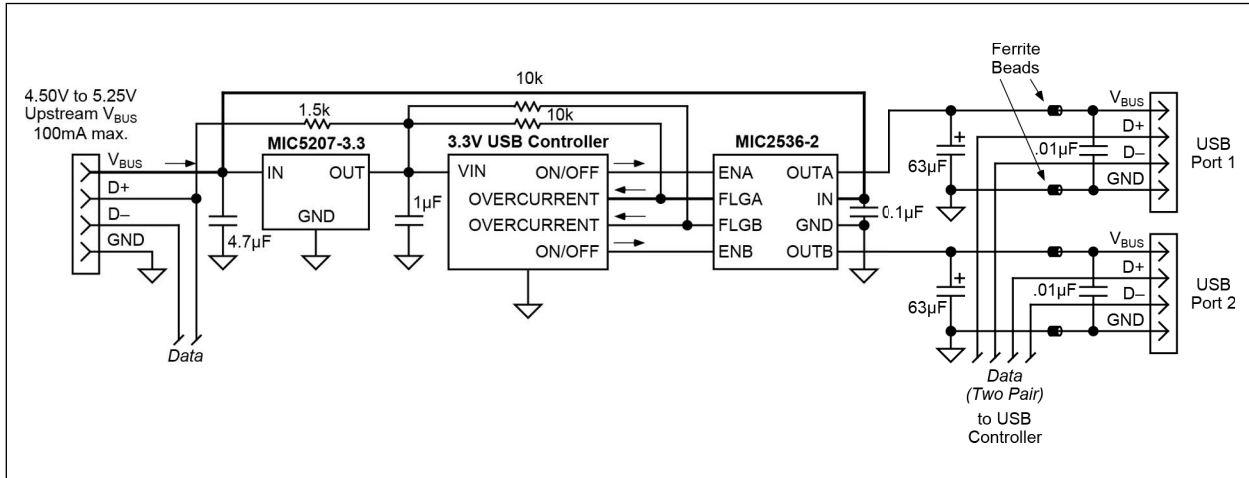 4.50V to 5.25V
Upstream VBUS
100mA max.
VBUS
D+
D–
GND
Data
4.7µF
1.5k
10k
10k
MIC5207-3.3
IN
OUT
GND
1µF
3.3V USB Controller
VIN
ON/OFF
OVERCURRENT
OVERCURRENT
ON/OFF
MIC2536-2
ENA
FLGA
FLGB
ENB
OUTA
IN
GND
OUTB
0.1µF
Ferrite
Beads
+
63µF
.01µF
VBUS
D+
D–
GND
USB
Port 1
+
63µF
.01µF
VBUS
D+
D–
GND
USB
Port 2
Data
(Two Pair)
to USB
Controller